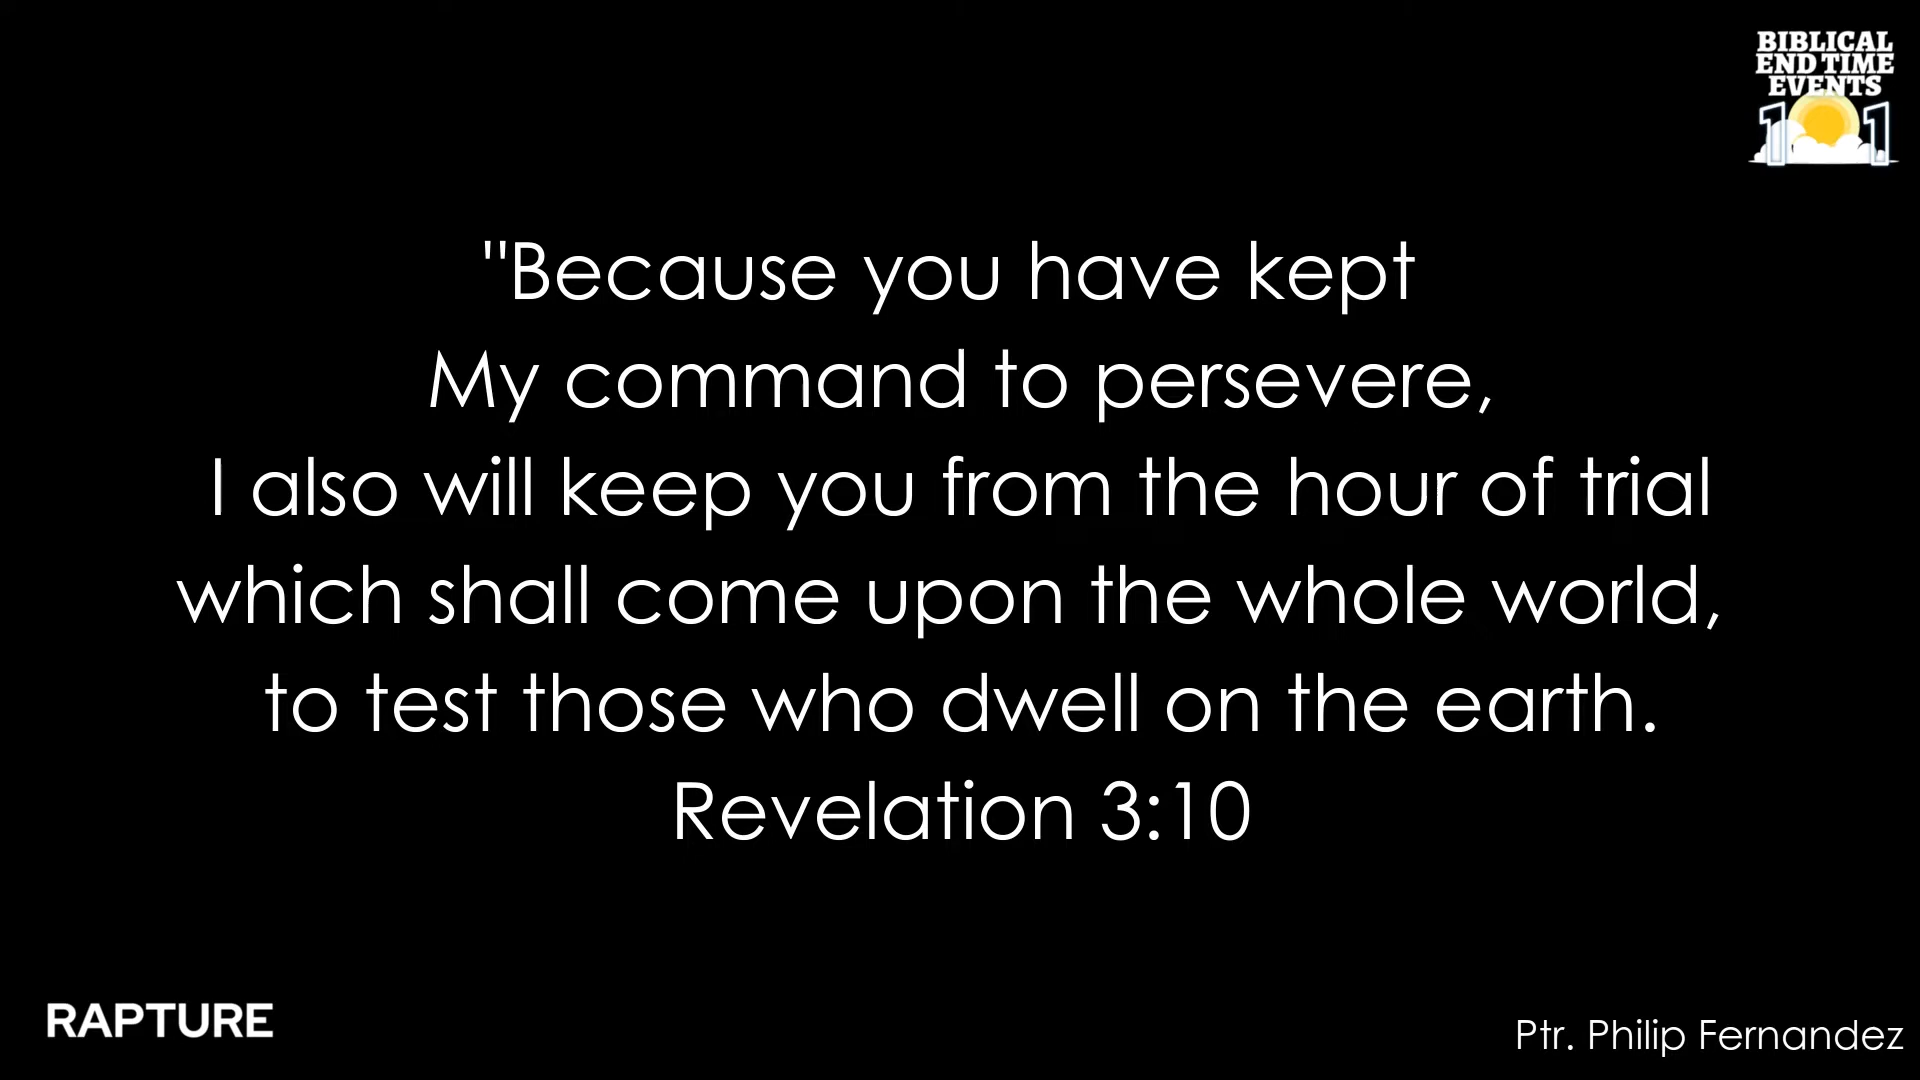 BIBLICAL
END TIME
EVENTS
101
"Because you have kept
My command to persevere,
I also will keep you from the hour of trial
which shall come upon the whole world,
to test those who dwell on the earth.
Revelation 3:10
RAPTURE
Ptr. Philip Fernandez